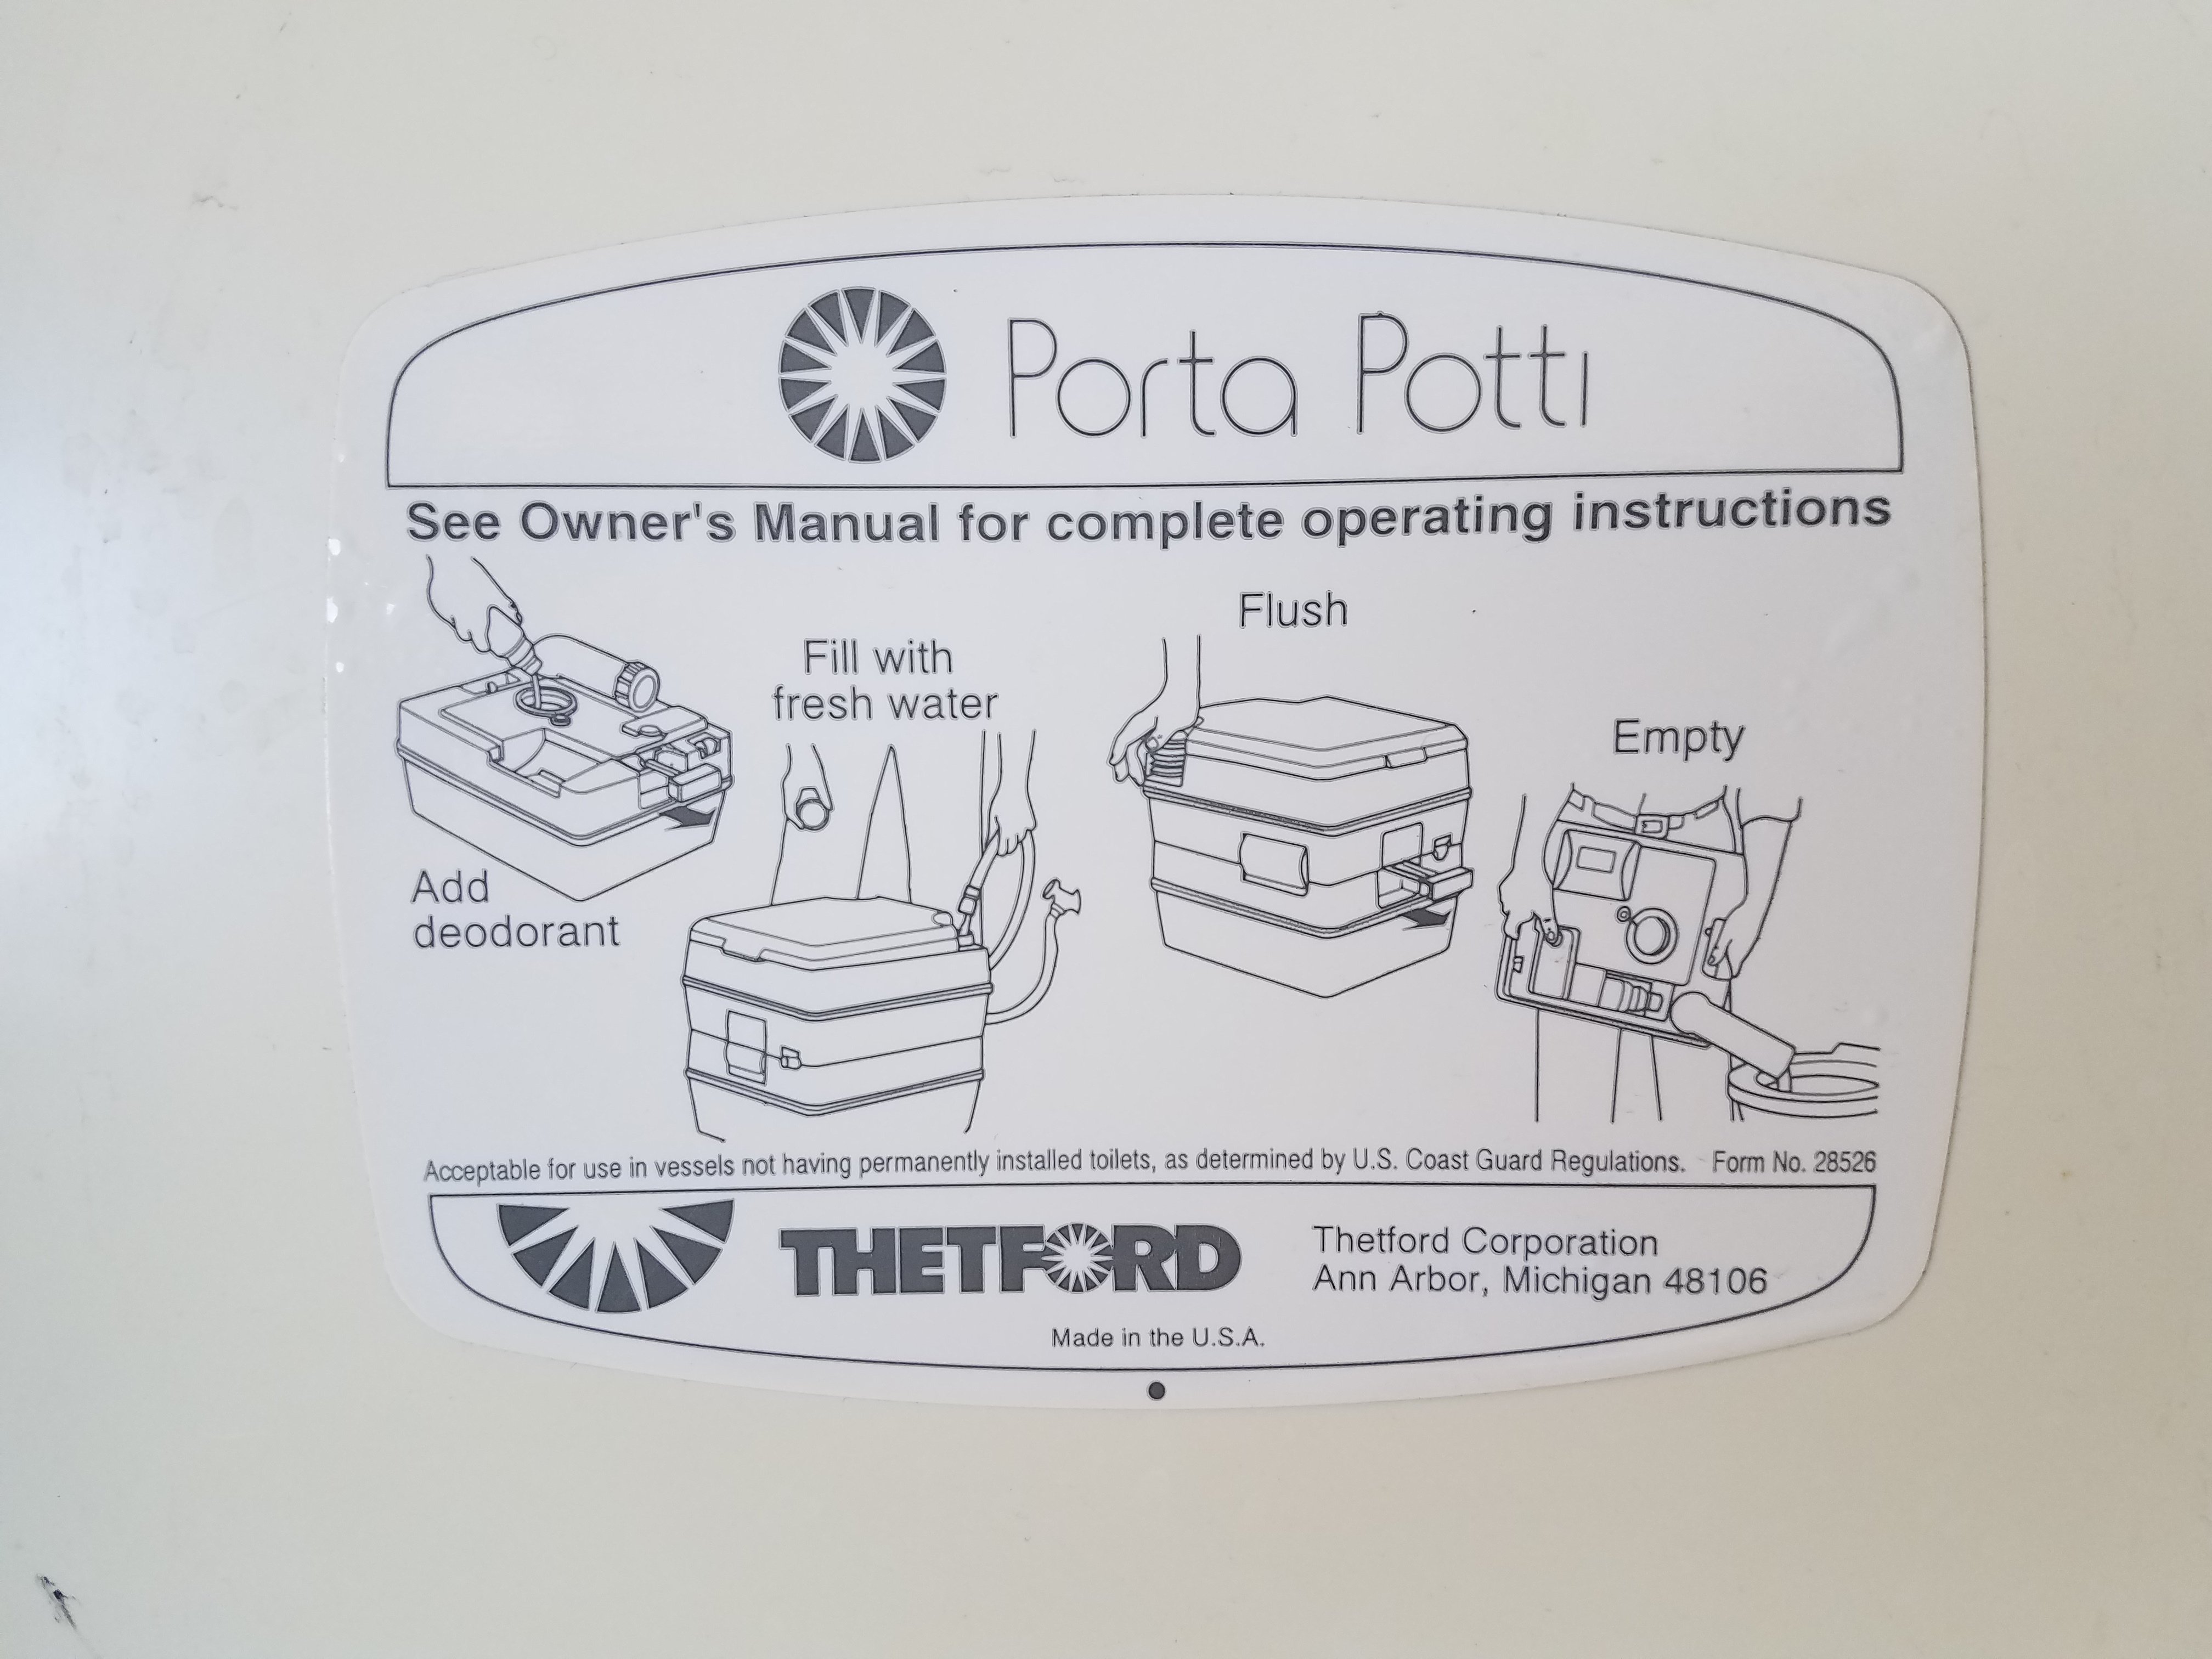 Porta Potti
See Owner's Manual for complete operating instructions
Add
deodorant
Fill with
fresh water
Flush
Empty
Acceptable for use in vessels not having permanently installed toilets, as determined by U.S. Coast Guard Regulations. Form No. 28526
THETFORD
Thetford Corporation
Ann Arbor, Michigan 48106
Made in the U.S.A.